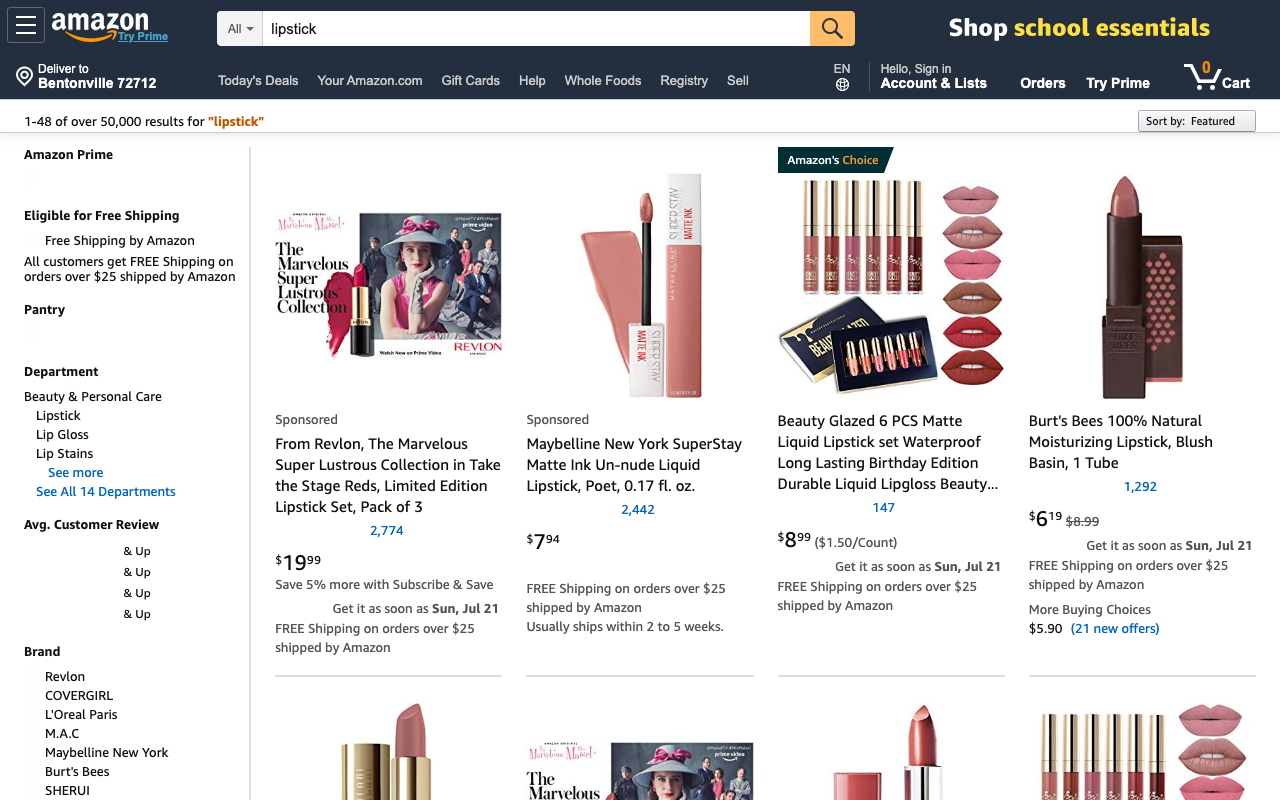 amazon
Try Prime
All
lipstick
Shop school essentials
Deliver to
Bentonville 72712
Today's Deals
Your Amazon.com
Gift Cards
Help
Whole Foods
Registry
Sell
EN
Hello, Sign in
Account & Lists
Orders
Try Prime
0
Cart
1-48 of over 50,000 results for "lipstick"
Sort by: Featured
Amazon Prime
Eligible for Free Shipping
Free Shipping by Amazon
All customers get FREE Shipping on
orders over $25 shipped by Amazon
Pantry
Department
Beauty & Personal Care
Lipstick
Lip Gloss
Lip Stains
See more
See All 14 Departments
Avg. Customer Review
& Up
& Up
& Up
& Up
Brand
Revlon
COVERGIRL
L'Oreal Paris
M.A.C
Maybelline New York
Burt's Bees
SHERUI
Marvelous Maisel
prime video
The
Marvelous
Super
Lustrous
Collection
Watch Now on Prime Video
REVLON
Sponsored
From Revlon, The Marvelous
Super Lustrous Collection in Take
the Stage Reds, Limited Edition
Lipstick Set, Pack of 3
2,774
$19.99
Save 5% more with Subscribe & Save
Get it as soon as Sun, Jul 21
FREE Shipping on orders over $25
shipped by Amazon
SUPER STAY
MATTE INK
MAYBELLINE
MATTE INK
SUPER STAY
Sponsored
Maybelline New York SuperStay
Matte Ink Un-nude Liquid
Lipstick, Poet, 0.17 fl. oz.
2,442
$7.94
FREE Shipping on orders over $25
shipped by Amazon
Usually ships within 2 to 5 weeks.
Amazon's Choice
Beauty Glazed 6 PCS Matte
Liquid Lipstick set Waterproof
Long Lasting Birthday Edition
Durable Liquid Lipgloss Beauty...
147
$8.99 ($1.50/Count)
Get it as soon as Sun, Jul 21
FREE Shipping on orders over $25
shipped by Amazon
Burt's Bees 100% Natural
Moisturizing Lipstick, Blush
Basin, 1 Tube
1,292
$6.19 $8.99
Get it as soon as Sun, Jul 21
FREE Shipping on orders over $25
shipped by Amazon
More Buying Choices
$5.90 (21 new offers)
Marvelous Maisel
prime video
The
Marvelous